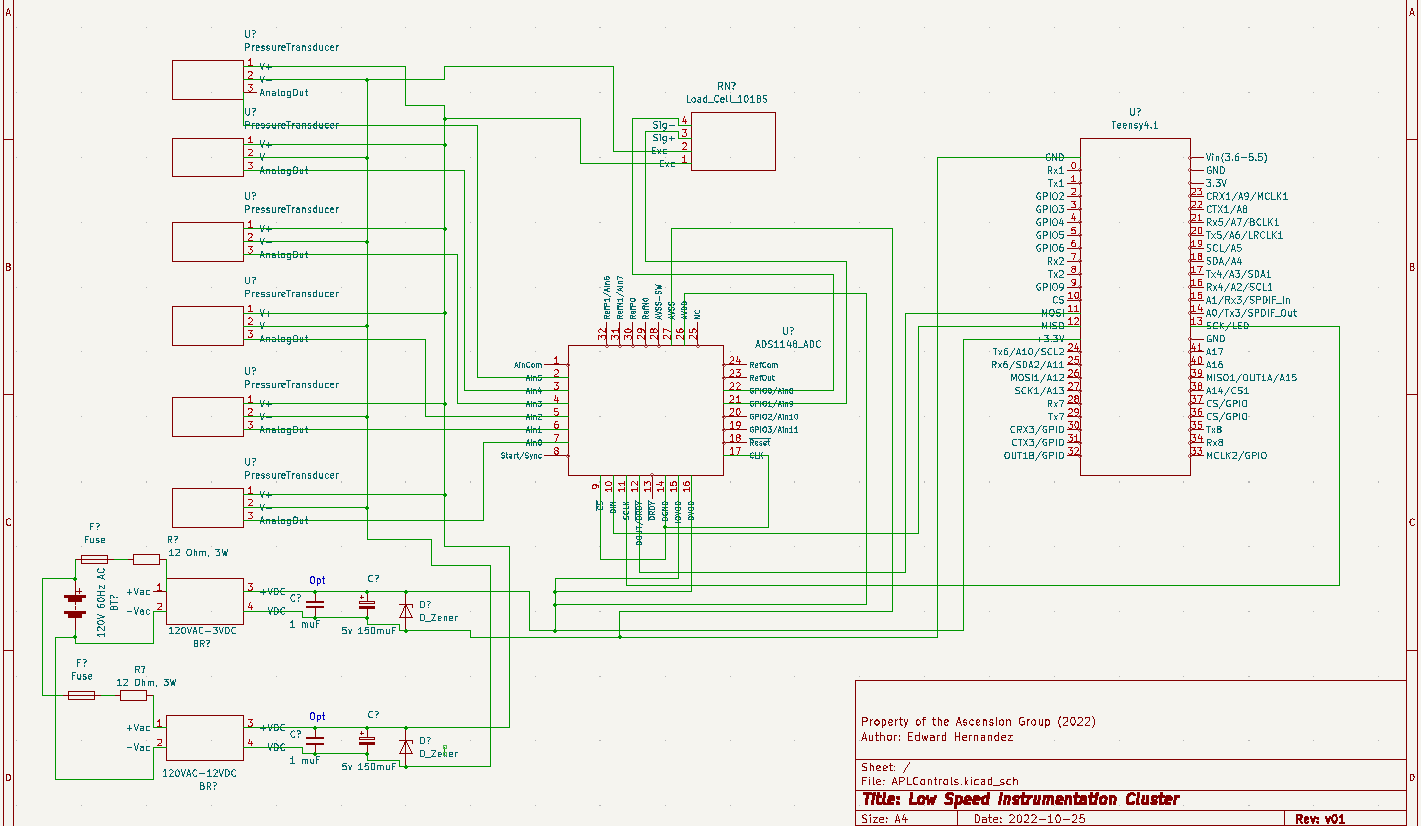 A
A
U?
PressureTransducer
1 V+
2 V-
3 AnalogOut
U?
PressureTransducer
1 V+
2 V-
3 AnalogOut
U?
PressureTransducer
1 V+
2 V-
3 AnalogOut
U?
PressureTransducer
1 V+
2 V-
3 AnalogOut
U?
PressureTransducer
1 V+
2 V-
3 AnalogOut
U?
PressureTransducer
1 V+
2 V-
3 AnalogOut
RN?
Load_Cell_101BS
Sig- 4
Sig+ 3
Exc 2
Exc 1
U?
Teensy4.1
GND
Rx1 0
Tx1 1
GPIO2 2
GPIO3 3
GPIO4 4
GPIO5 5
GPIO6 6
Rx2 7
Tx2 8
GPIO9 9
CS 10
MOSI 11
MISO 12
3.3V
Tx6/A10/SCL2 24
Rx6/SDA2/A11 25
MOSI1/A12 26
SCK1/A13 27
Rx7 28
Tx7 29
CRX3/GPIO 30
CTX3/GPIO 31
OUT1B/GPIO 32
Vin(3.6-5.5)
GND
3.3V
23 CRX1/A9/MCLK1
22 CTX1/A8
21 Rx5/A7/BCLK1
20 Tx5/A6/LRCLK1
19 SCL/A5
18 SDA/A4
17 Tx4/A3/SDA1
16 Rx4/A2/SCL1
15 A1/Rx3/SPDIF_In
14 A0/Tx3/SPDIF_Out
13 SCK/LED
GND
41 A17
40 A16
39 MISO1/OUT1A/A15
38 A14/CS1
37 CS/GPIO
36 CS/GPIO
35 Tx8
34 Rx8
33 MCLK2/GPIO
B
B
U?
ADS1148_ADC
32 RefP1/Ain6
31 RefN1/Ain7
30 RefP0
29 RefN0
28 AVSS-SW
27 AVSS
26 AVDD
25 NC
AinCom 1
Ain5 2
Ain4 3
Ain3 4
Ain2 5
Ain1 6
Ain0 7
Start/Sync 8
24 RefCom
23 RefOut
22 GPIO0/Ain8
21 GPIO1/Ain9
20 GPIO2/Ain10
19 GPIO3/Ain11
18 Reset
17 CLK
9 CS
10 DIN
11 SCLK
12 DOUT/DRDY
13 DRDY
14 DGND
15 IOVDD
16 DVDD
C
C
F?
Fuse
R?
12 Ohm, 3W
120V 60Hz AC
BT?
+
+Vac 1
-Vac 2
3 +VDC
4 -VDC
120VAC-3VDC
BR?
Opt
C?
1 muF
C?
+
5v 150muF
D?
D_Zener
F?
Fuse
R?
12 Ohm, 3W
+Vac 1
-Vac 2
3 +VDC
4 -VDC
120VAC-12VDC
BR?
Opt
C?
1 muF
C?
+
5v 150muF
D?
D_Zener
D
D
Property of the Ascension Group (2022)
Author: Edward Hernandez
Sheet: /
File: APLControls.kicad_sch
Title: Low Speed Instrumentation Cluster
Size: A4
Date: 2022-10-25
Rev: v01